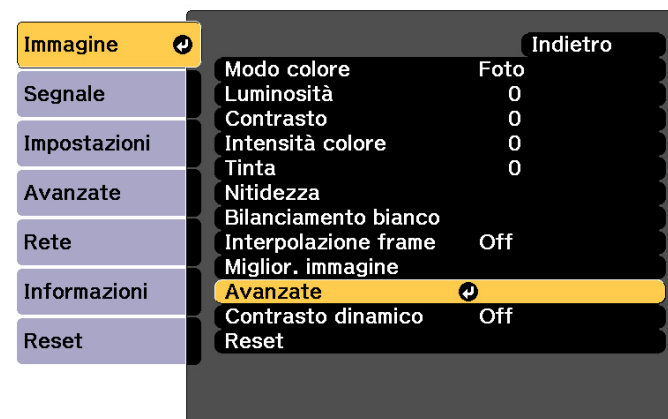 Immagine
Segnale
Impostazioni
Avanzate
Rete
Informazioni
Reset
Indietro
Modo colore Foto
Luminosità 0
Contrasto 0
Intensità colore 0
Tinta 0
Nitidezza
Bilanciamento bianco
Interpolazione frame Off
Miglior. immagine
Avanzate
Contrasto dinamico Off
Reset